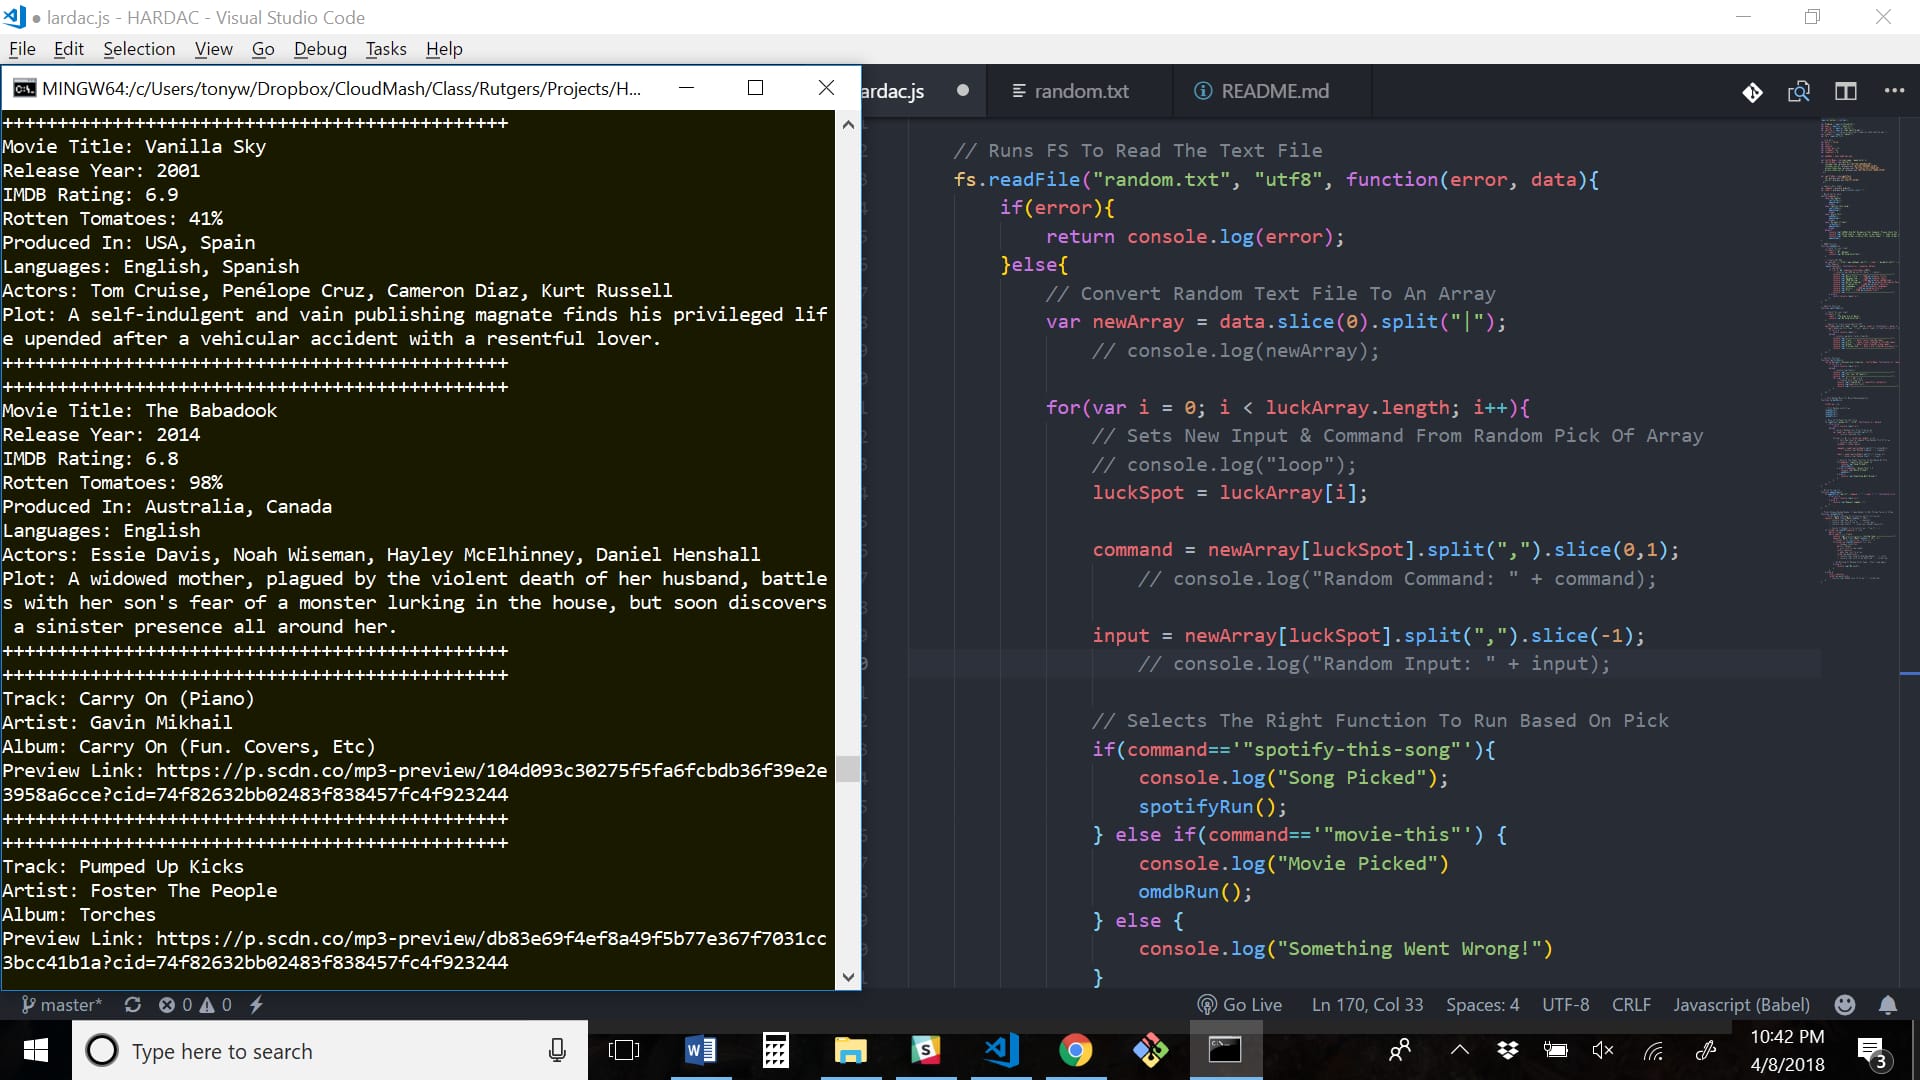 lardac.js - HARDAC - Visual Studio Code
File Edit Selection View Go Debug Tasks Help
MINGW64:/c/Users/tonyw/Dropbox/CloudMash/Class/Rutgers/Projects/H...
++++++++++++++++++++++++++++++++++++++++++++++
Movie Title: Vanilla Sky
Release Year: 2001
IMDB Rating: 6.9
Rotten Tomatoes: 41%
Produced In: USA, Spain
Languages: English, Spanish
Actors: Tom Cruise, Penélope Cruz, Cameron Diaz, Kurt Russell
Plot: A self-indulgent and vain publishing magnate finds his privileged lif
e upended after a vehicular accident with a resentful lover.
++++++++++++++++++++++++++++++++++++++++++++++
++++++++++++++++++++++++++++++++++++++++++++++
Movie Title: The Babadook
Release Year: 2014
IMDB Rating: 6.8
Rotten Tomatoes: 98%
Produced In: Australia, Canada
Languages: English
Actors: Essie Davis, Noah Wiseman, Hayley McElhinney, Daniel Henshall
Plot: A widowed mother, plagued by the violent death of her husband, battle
s with her son's fear of a monster lurking in the house, but soon discovers
a sinister presence all around her.
++++++++++++++++++++++++++++++++++++++++++++++
++++++++++++++++++++++++++++++++++++++++++++++
Track: Carry On (Piano)
Artist: Gavin Mikhail
Album: Carry On (Fun. Covers, Etc)
Preview Link: https://p.scdn.co/mp3-preview/104d093c30275f5fa6fcbdb36f39e2e
3958a6cce?cid=74f82632bb02483f838457fc4f923244
++++++++++++++++++++++++++++++++++++++++++++++
++++++++++++++++++++++++++++++++++++++++++++++
Track: Pumped Up Kicks
Artist: Foster The People
Album: Torches
Preview Link: https://p.scdn.co/mp3-preview/db83e69f4ef8a49f5b77e367f7031cc
3bcc41b1a?cid=74f82632bb02483f838457fc4f923244
ardac.js random.txt README.md
// Runs FS To Read The Text File
fs.readFile("random.txt", "utf8", function(error, data){
if(error){
return console.log(error);
}else{
// Convert Random Text File To An Array
var newArray = data.slice(0).split("|");
// console.log(newArray);
for(var i = 0; i < luckArray.length; i++){
// Sets New Input & Command From Random Pick Of Array
// console.log("loop");
luckSpot = luckArray[i];
command = newArray[luckSpot].split(",").slice(0,1);
// console.log("Random Command: " + command);
input = newArray[luckSpot].split(",").slice(-1);
// console.log("Random Input: " + input);
// Selects The Right Function To Run Based On Pick
if(command=='"spotify-this-song"'){
console.log("Song Picked");
spotifyRun();
} else if(command=='"movie-this"') {
console.log("Movie Picked")
omdbRun();
} else {
console.log("Something Went Wrong!")
}
master* 0 0 Go Live Ln 170, Col 33 Spaces: 4 UTF-8 CRLF Javascript (Babel)
Type here to search
10:42 PM
4/8/2018
3